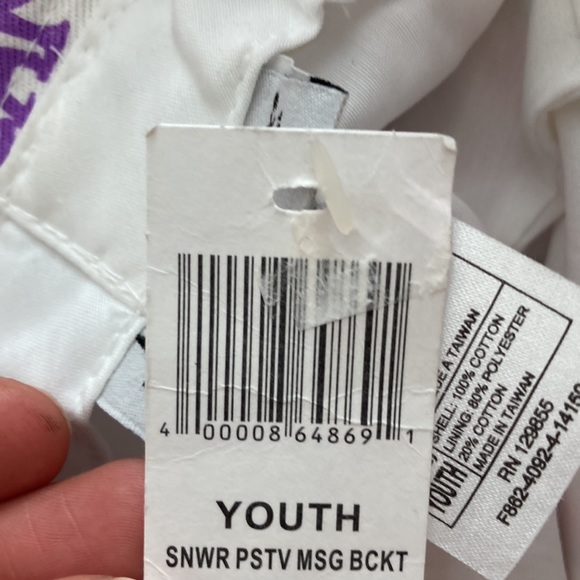 4 00008 64869 1
YOUTH
SNWR PSTV MSG BCKT
A TAIWAN
SHELL: 100% COTTON
LINING: 80% POLYESTER
20% COTTON
MADE IN TAIWAN
YOUTH
RN 129855